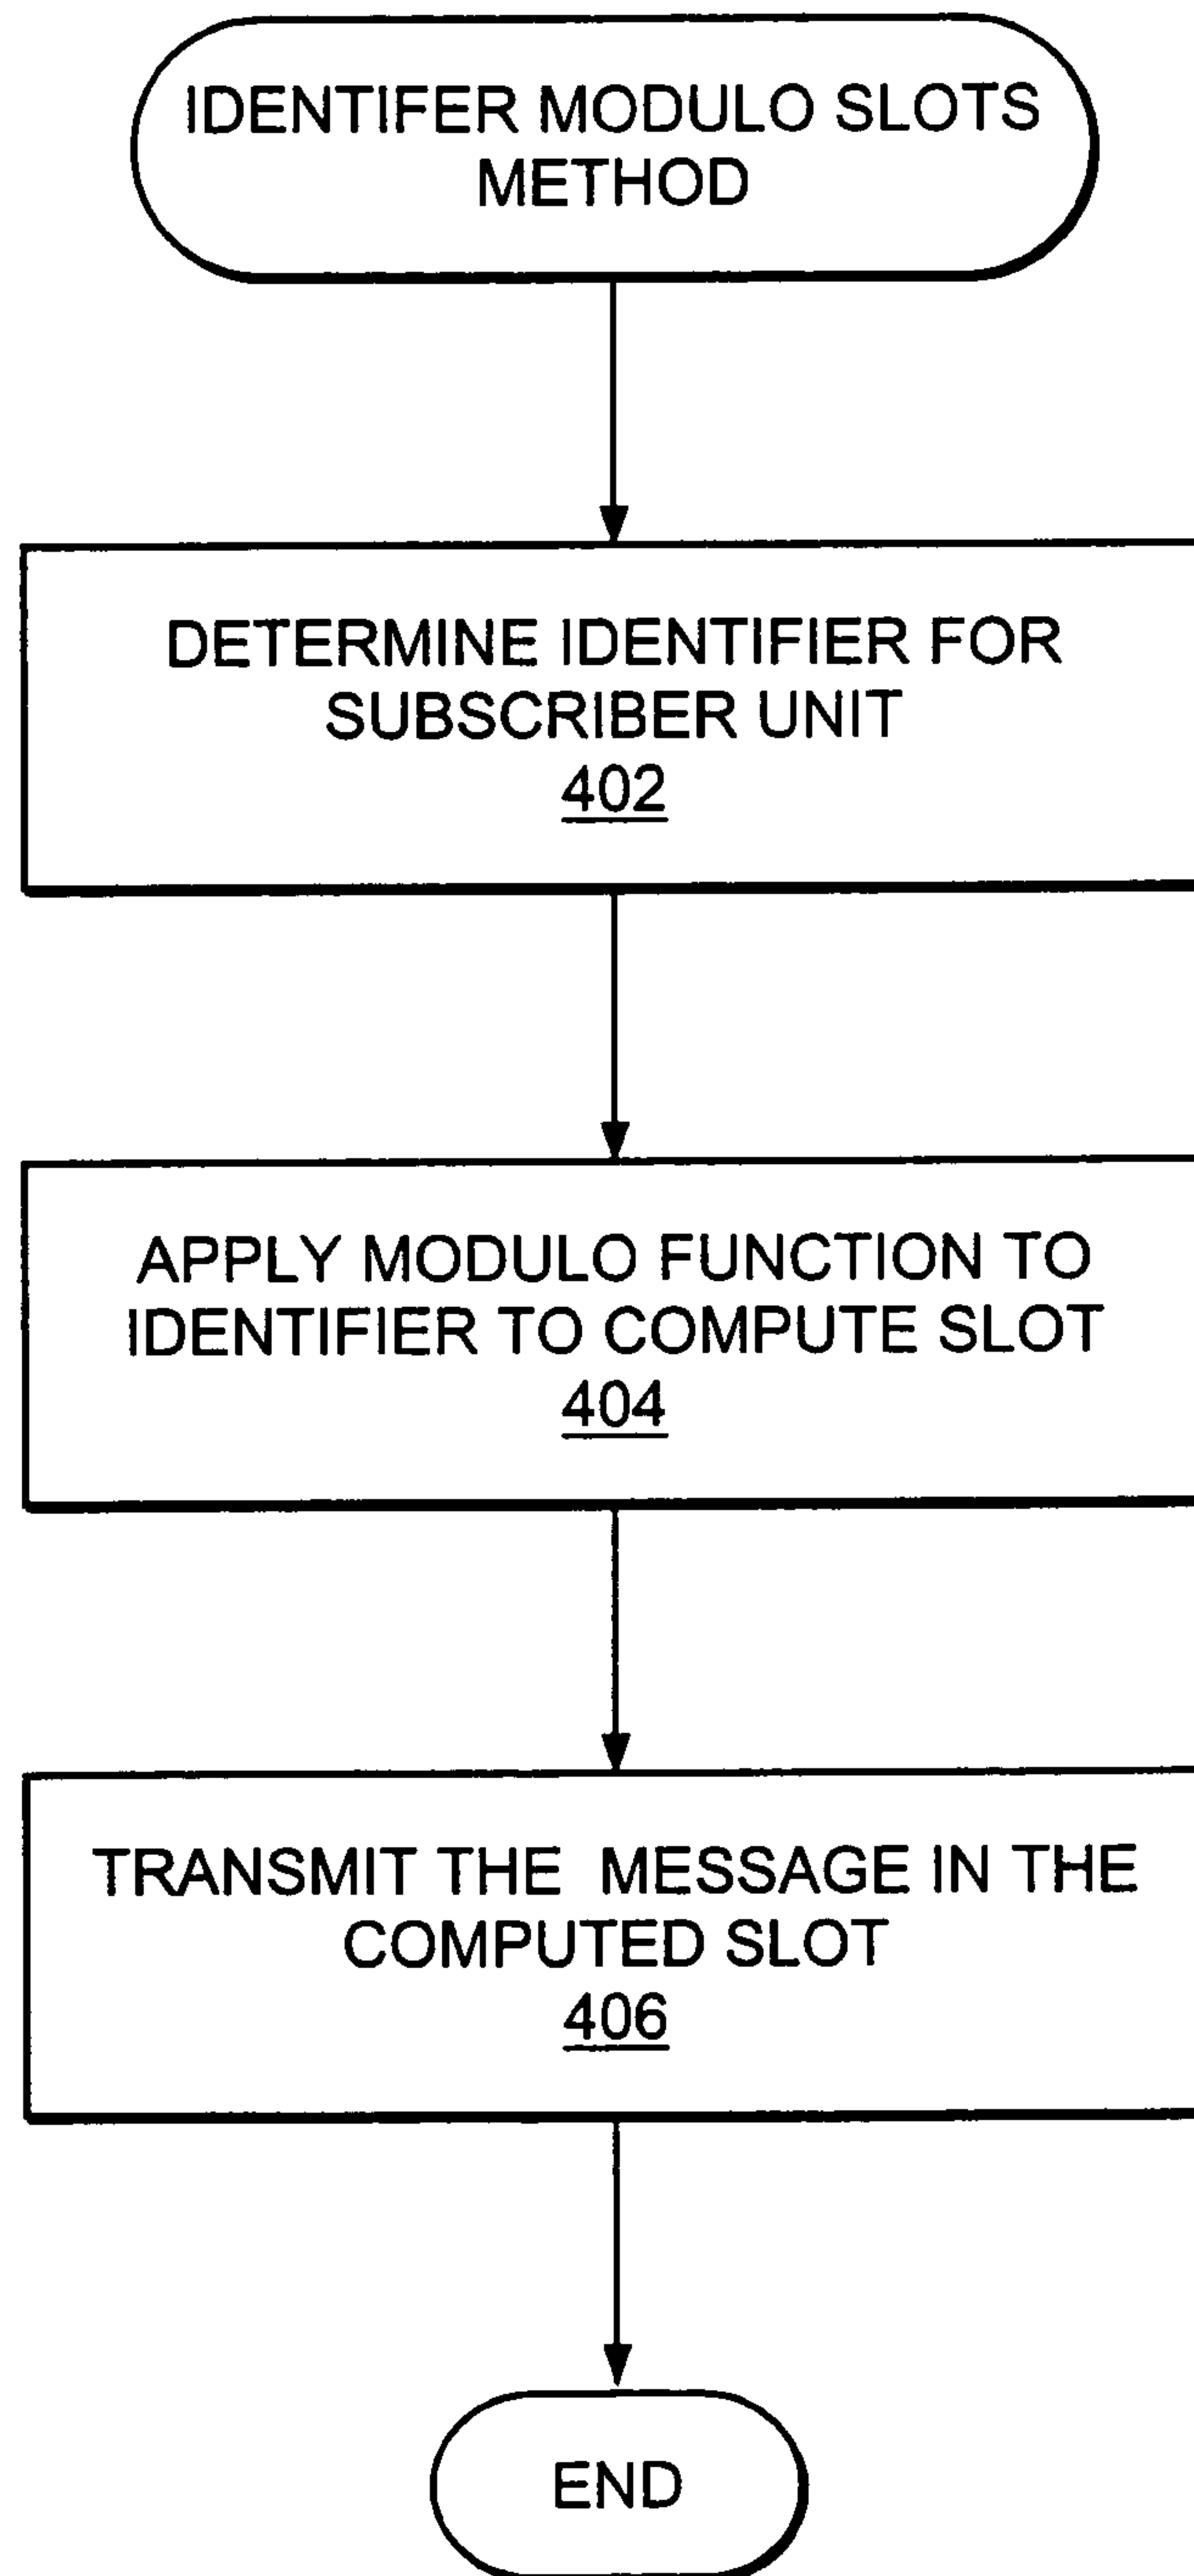 IDENTIFER MODULO SLOTS
METHOD
DETERMINE IDENTIFIER FOR
SUBSCRIBER UNIT
402
APPLY MODULO FUNCTION TO
IDENTIFIER TO COMPUTE SLOT
404
TRANSMIT THE MESSAGE IN THE
COMPUTED SLOT
406
END